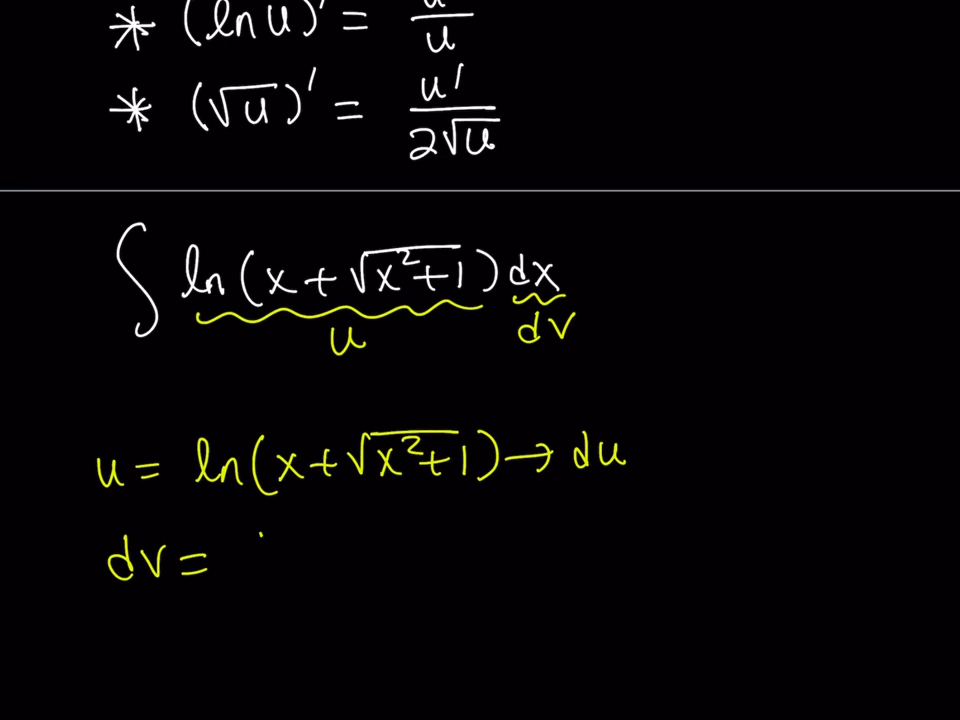 * (ln u)' = u'/u
* (√u)' = u'/2√u
∫ ln(x+√x²+1) dx
u dv
u = ln(x+√x²+1) → du
dv =